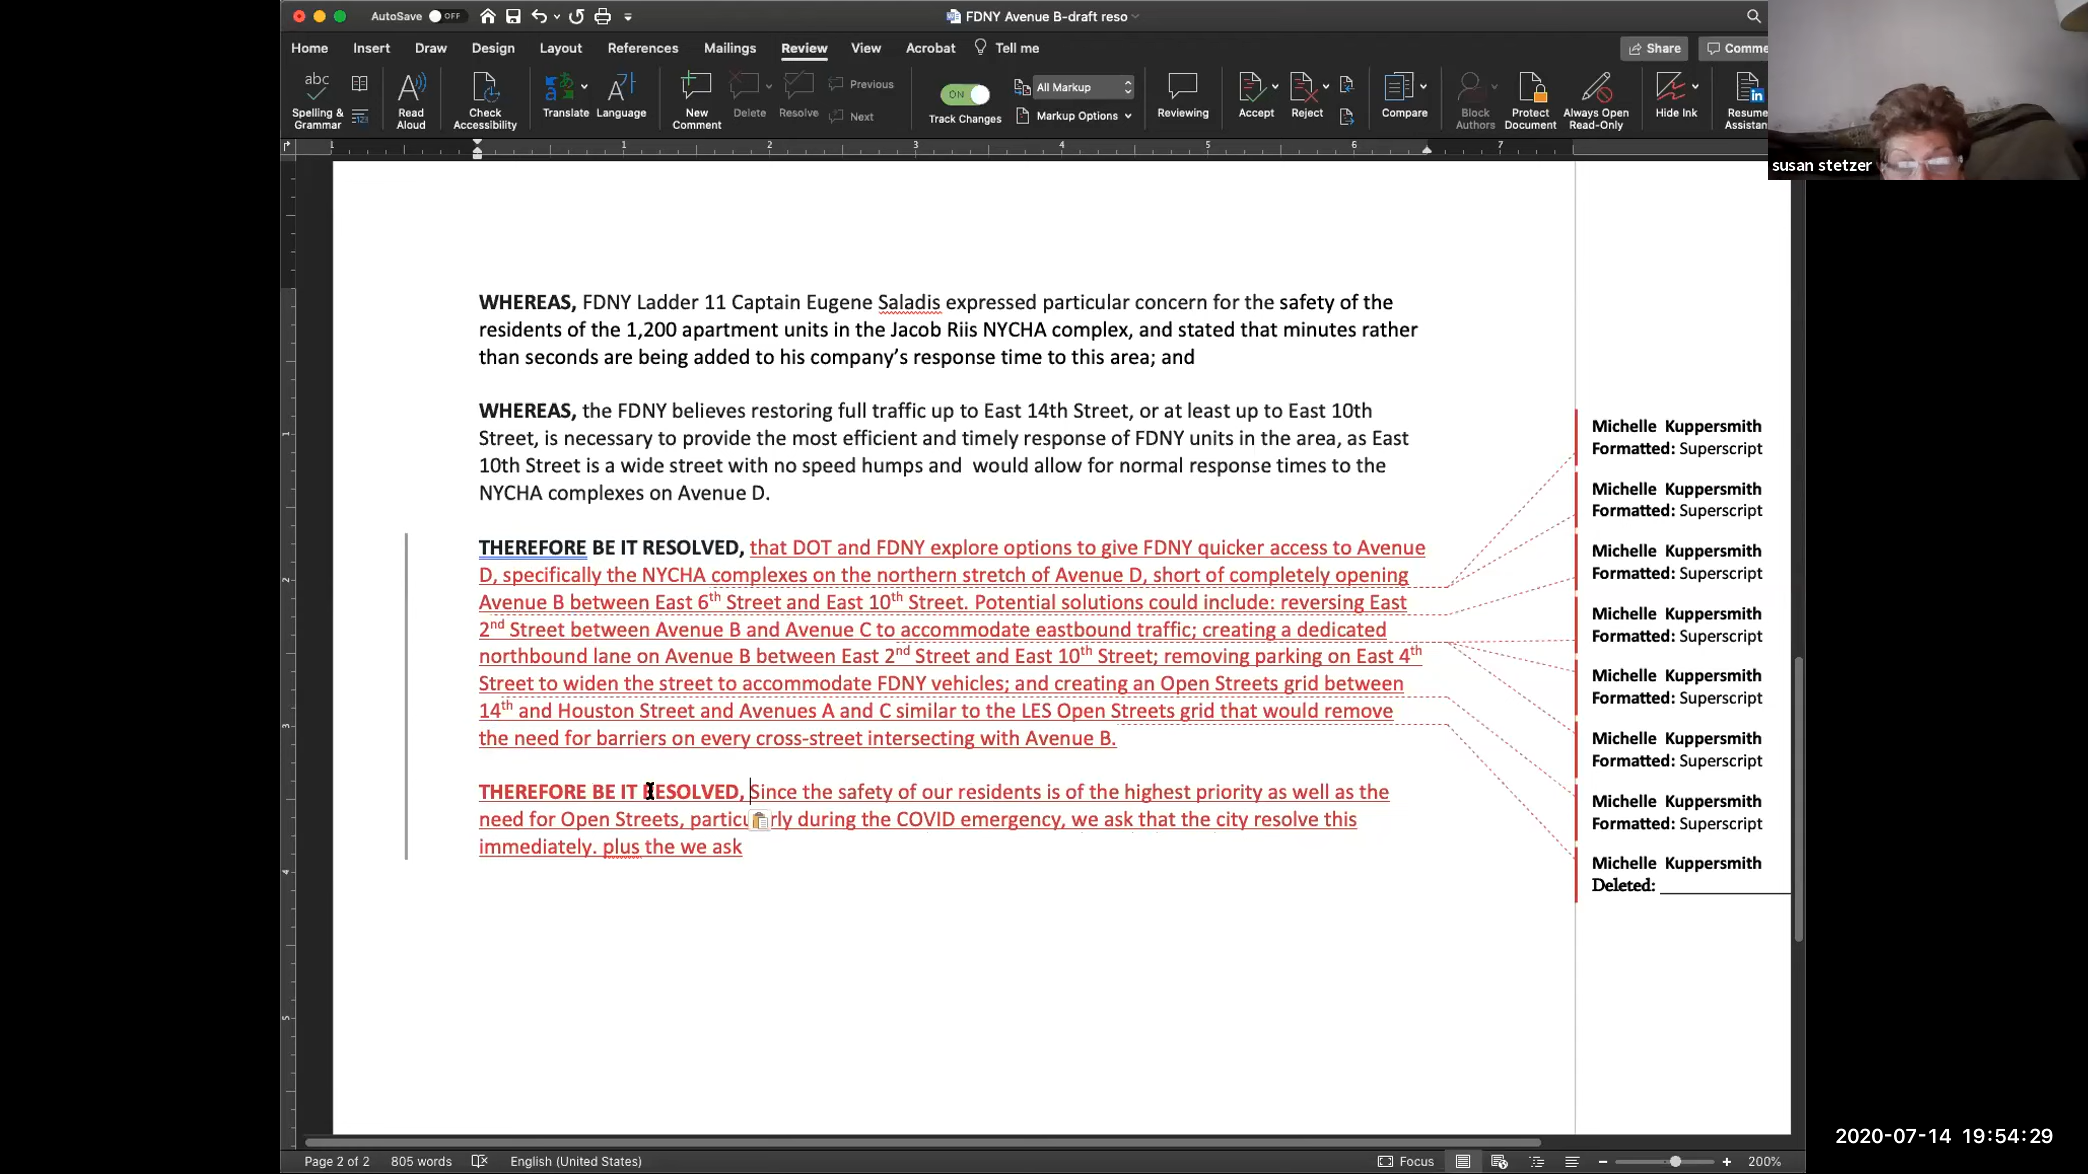 AutoSave OFF FDNY Avenue B-draft reso
Home Insert Draw Design Layout References Mailings Review View Acrobat Tell me Share
abc Spelling & Grammar
Read Aloud
Check Accessibility
Translate Language
New Comment
Delete Resolve Previous Next
ON Track Changes
All Markup
Markup Options
Reviewing
Accept Reject
Compare
Block Authors
Protect Document
Always Open Read-Only
Hide Ink
susan stetzer
1 1 2 3 4 5 6 7
WHEREAS, FDNY Ladder 11 Captain Eugene Saladis expressed particular concern for the safety of the
residents of the 1,200 apartment units in the Jacob Riis NYCHA complex, and stated that minutes rather
than seconds are being added to his company’s response time to this area; and
WHEREAS, the FDNY believes restoring full traffic up to East 14th Street, or at least up to East 10th
Street, is necessary to provide the most efficient and timely response of FDNY units in the area, as East
10th Street is a wide street with no speed humps and  would allow for normal response times to the
NYCHA complexes on Avenue D.
THEREFORE BE IT RESOLVED, that DOT and FDNY explore options to give FDNY quicker access to Avenue
D, specifically the NYCHA complexes on the northern stretch of Avenue D, short of completely opening
Avenue B between East 6th Street and East 10th Street. Potential solutions could include: reversing East
2nd Street between Avenue B and Avenue C to accommodate eastbound traffic; creating a dedicated
northbound lane on Avenue B between East 2nd Street and East 10th Street; removing parking on East 4th
Street to widen the street to accommodate FDNY vehicles; and creating an Open Streets grid between
14th and Houston Street and Avenues A and C similar to the LES Open Streets grid that would remove
the need for barriers on every cross-street intersecting with Avenue B.
THEREFORE BE IT RESOLVED, Since the safety of our residents is of the highest priority as well as the
need for Open Streets, particularly during the COVID emergency, we ask that the city resolve this
immediately. plus the we ask
Michelle Kuppersmith
Formatted: Superscript
Michelle Kuppersmith
Formatted: Superscript
Michelle Kuppersmith
Formatted: Superscript
Michelle Kuppersmith
Formatted: Superscript
Michelle Kuppersmith
Formatted: Superscript
Michelle Kuppersmith
Formatted: Superscript
Michelle Kuppersmith
Formatted: Superscript
Michelle Kuppersmith
Deleted:
1
2
3
4
5
2020-07-14 19:54:29
Page 2 of 2 805 words English (United States) Focus 200%